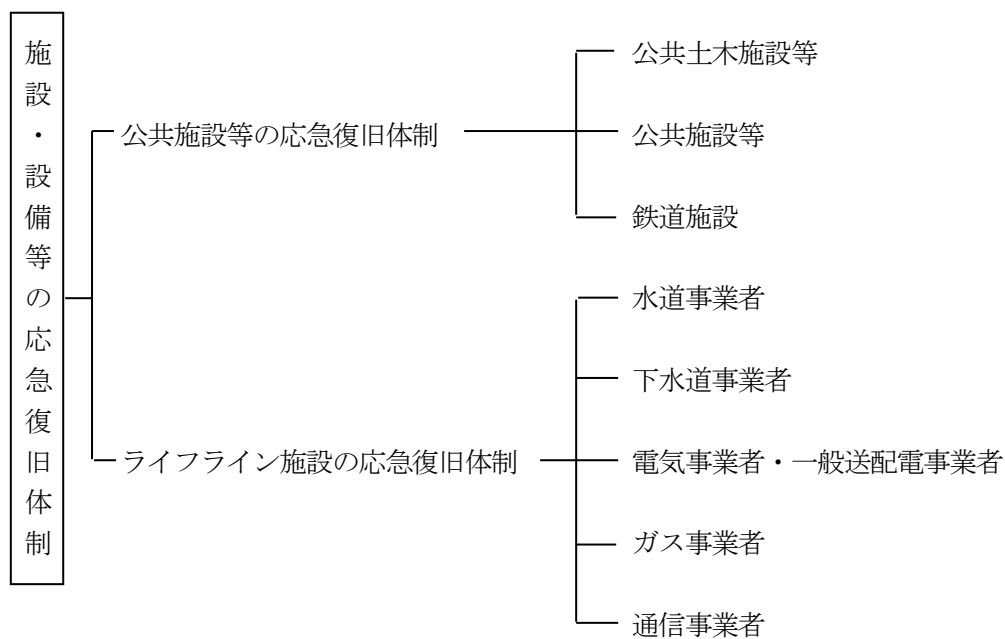 施設・設備等の応急復旧体制
公共施設等の応急復旧体制
公共土木施設等
公共施設等
鉄道施設
ライフライン施設の応急復旧体制
水道事業者
下水道事業者
電気事業者・一般送配電事業者
ガス事業者
通信事業者